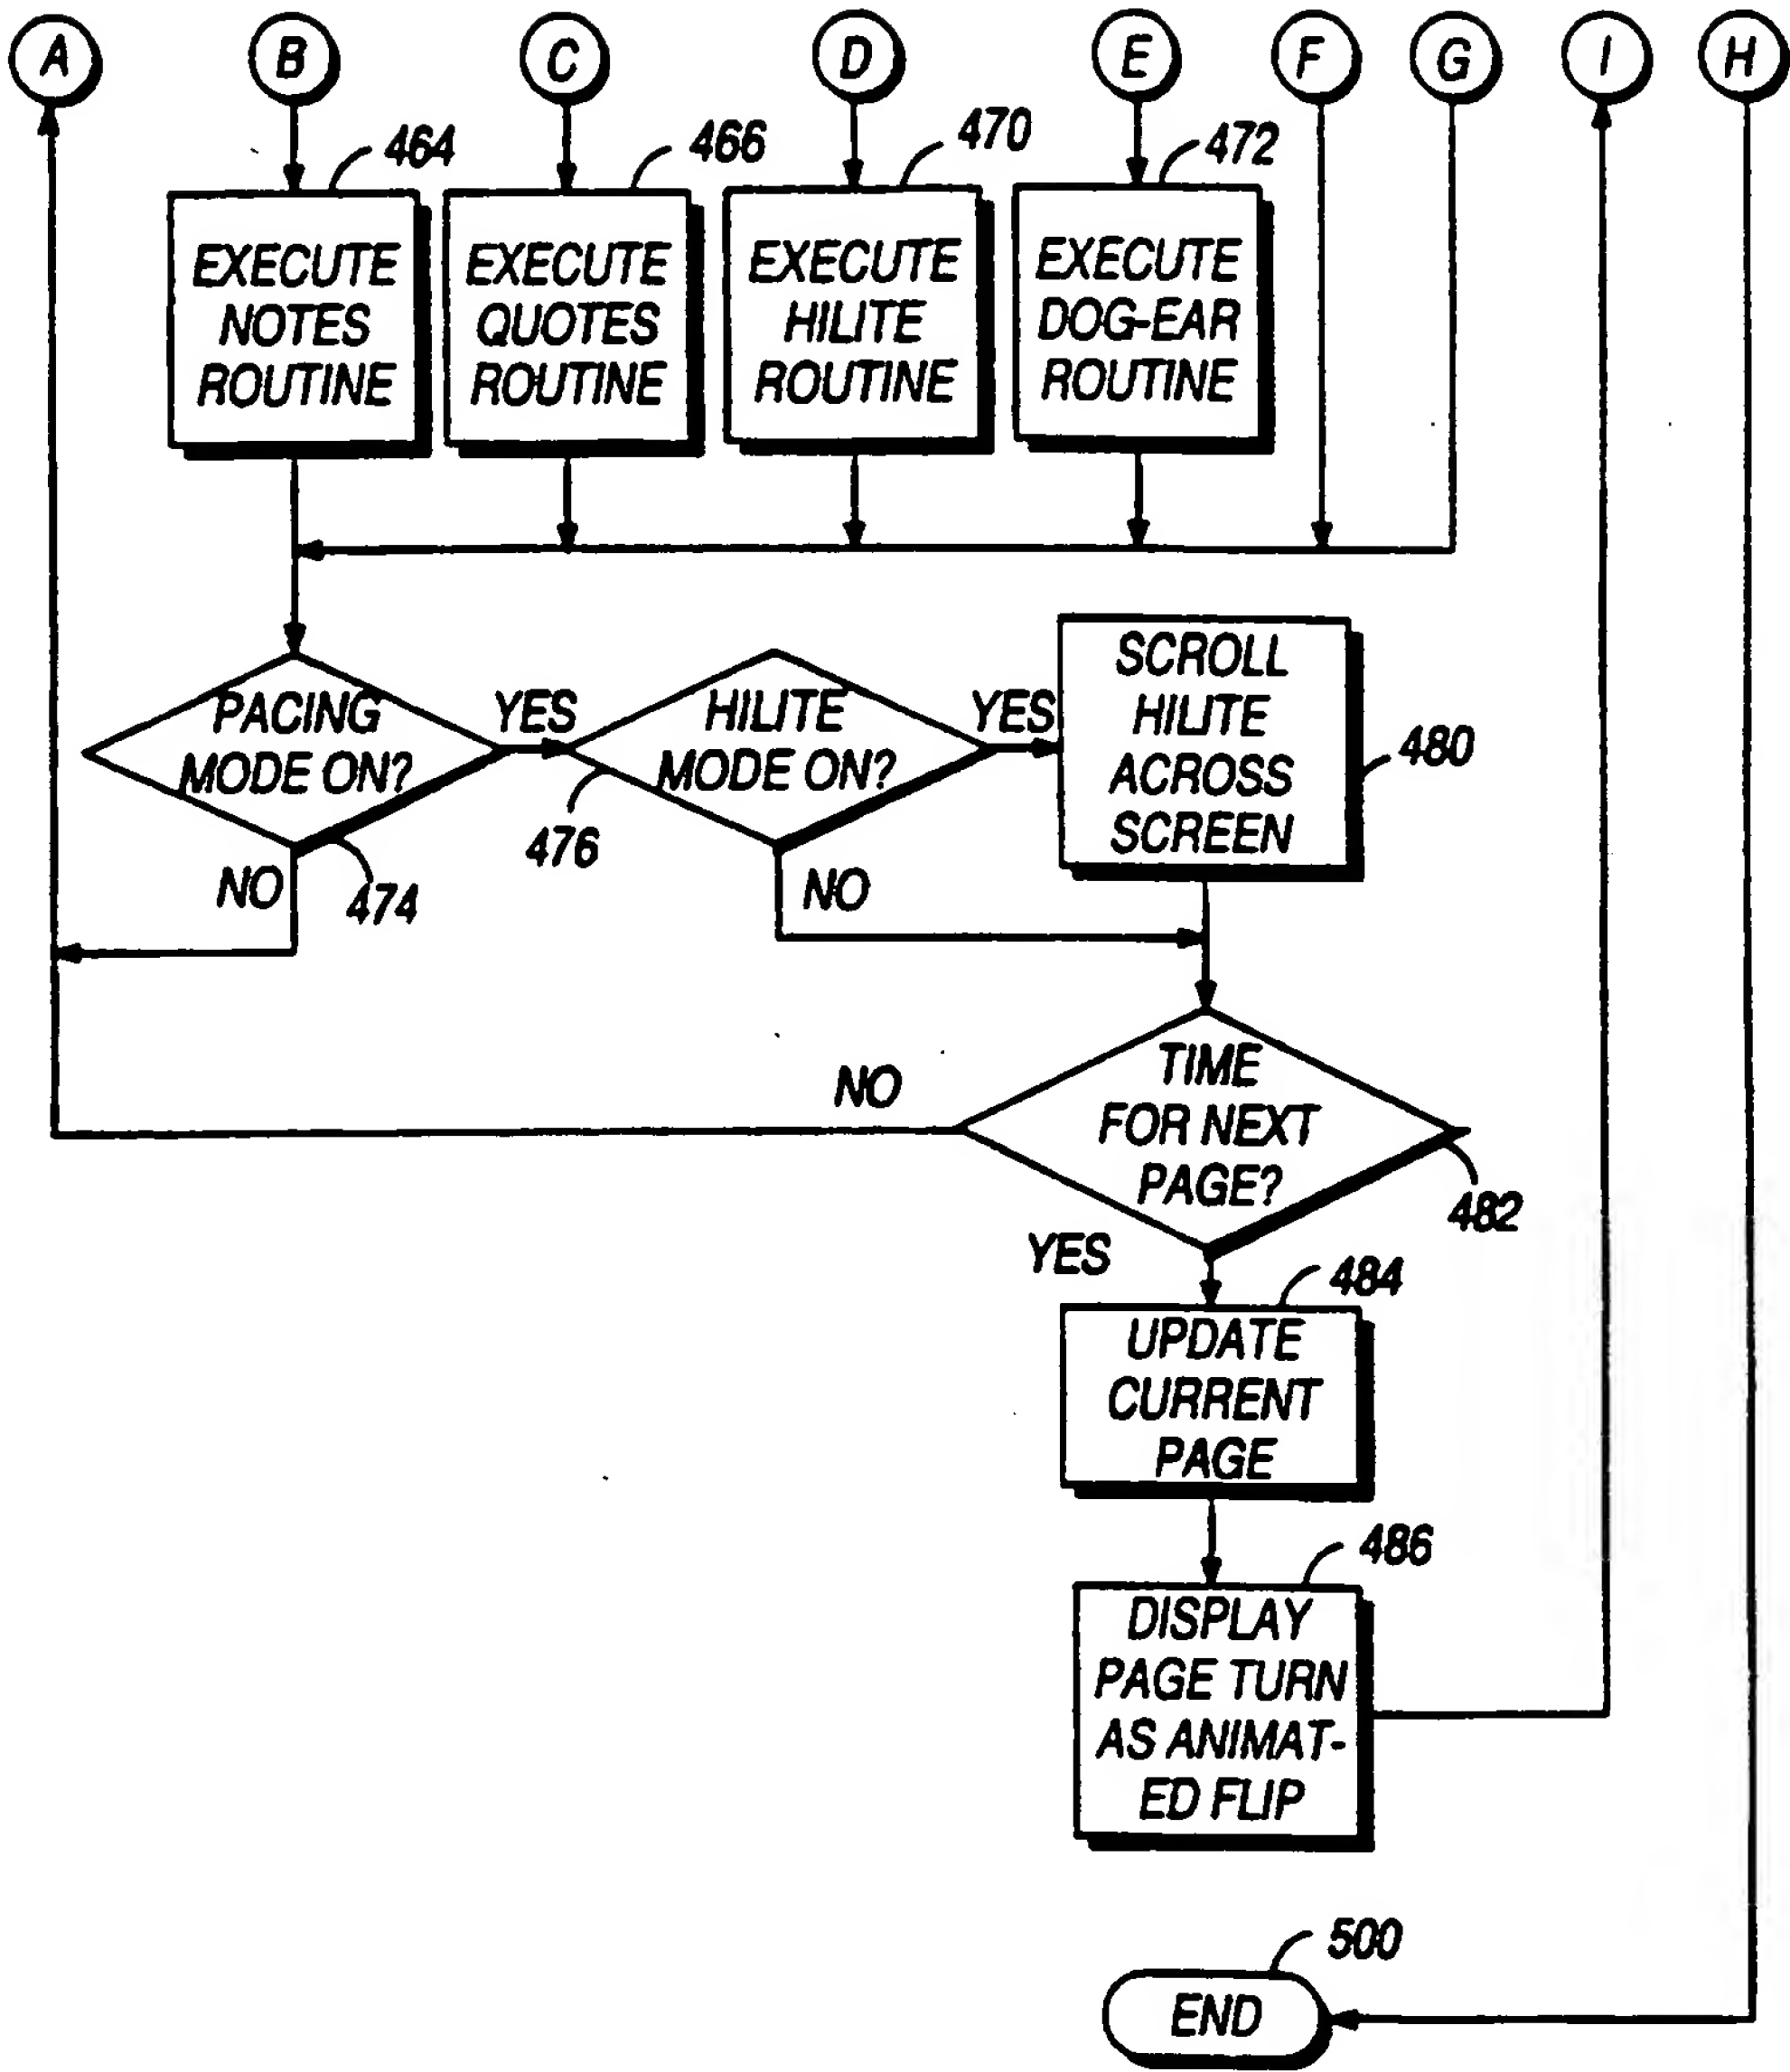 A B C D E F G I H
464 466 470 472
EXECUTE
NOTES
ROUTINE
EXECUTE
QUOTES
ROUTINE
EXECUTE
HILITE
ROUTINE
EXECUTE
DOG-EAR
ROUTINE
PACING
MODE ON?
YES
HILITE
MODE ON?
YES
SCROLL
HILITE
ACROSS
SCREEN
480
476
NO
474
NO
TIME
FOR NEXT
PAGE?
NO
482
YES
484
UPDATE
CURRENT
PAGE
486
DISPLAY
PAGE TURN
AS ANIMAT-
ED FLIP
500
END